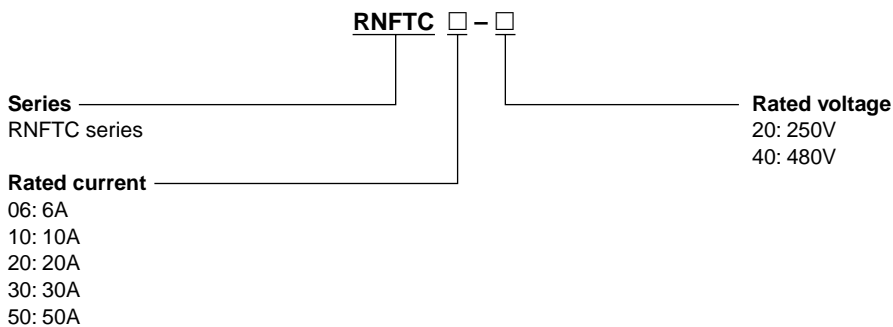 RNFTC □ – □
Series
RNFTC series
Rated current
06: 6A
10: 10A
20: 20A
30: 30A
50: 50A
Rated voltage
20: 250V
40: 480V